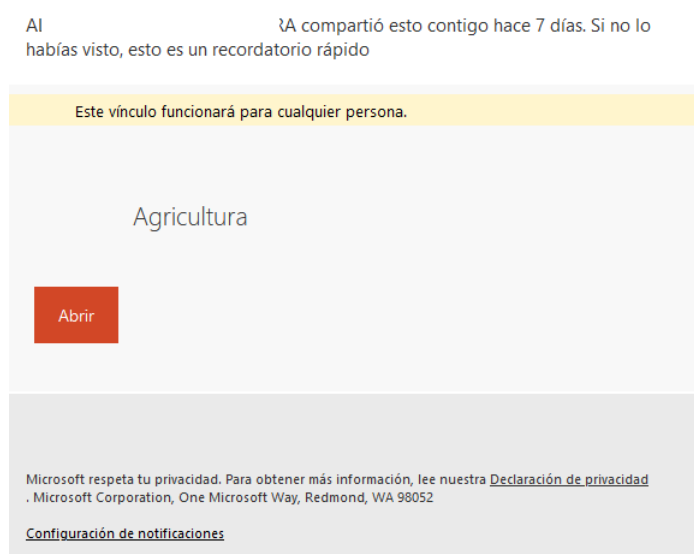 Al RA compartió esto contigo hace 7 días. Si no lo
habías visto, esto es un recordatorio rápido
Este vínculo funcionará para cualquier persona.
Agricultura
Abrir
Microsoft respeta tu privacidad. Para obtener más información, lee nuestra Declaración de privacidad
. Microsoft Corporation, One Microsoft Way, Redmond, WA 98052
Configuración de notificaciones